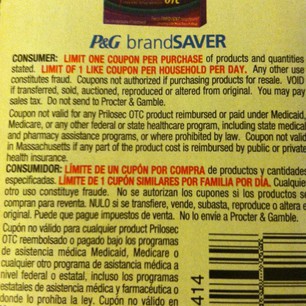 OTC
P&G brandSAVER
CONSUMER: LIMIT ONE COUPON PER PURCHASE of products and quantities
stated. LIMIT OF 1 LIKE COUPON PER HOUSEHOLD PER DAY. Any other use
constitutes fraud. Coupons not authorized if purchasing products for resale. VOID
if transferred, sold, auctioned, reproduced or altered from original. You may pay
sales tax. Do not send to Procter & Gamble.
Coupon not valid for any Prilosec OTC product reimbursed or paid under Medicaid,
Medicare, or any other federal or state healthcare program, including state medical
and pharmacy assistance programs, or where prohibited by law. Coupon not valid
in Massachusetts if any part of the product cost is reimbursed by public or private
health insurance.
CONSUMIDOR: LÍMITE DE UN CUPÓN POR COMPRA de productos y cantidades
especificadas. LÍMITE DE 1 CUPÓN SIMILARES POR FAMILIA POR DÍA. Cualquie
otro uso constituye fraude. No se autorizan los cupones si los productos se
compran para reventa. NULO si se transfiere, vende, subasta, reproduce o altera e
original. Puede que pague impuestos de venta. No lo envíe a Procter & Gamble.
Cupón no válido para cualquier product Prilosec
OTC reembolsado o pagado bajo los programas
de asistencia médica Medicaid, Medicare o
cualquier otro programa de asistencia médica a
nivel federal o estatal, incluso los programas
estatales de asistencia médica y farmacéutica o
donde lo prohíba la ley. Cupón no válido en
414